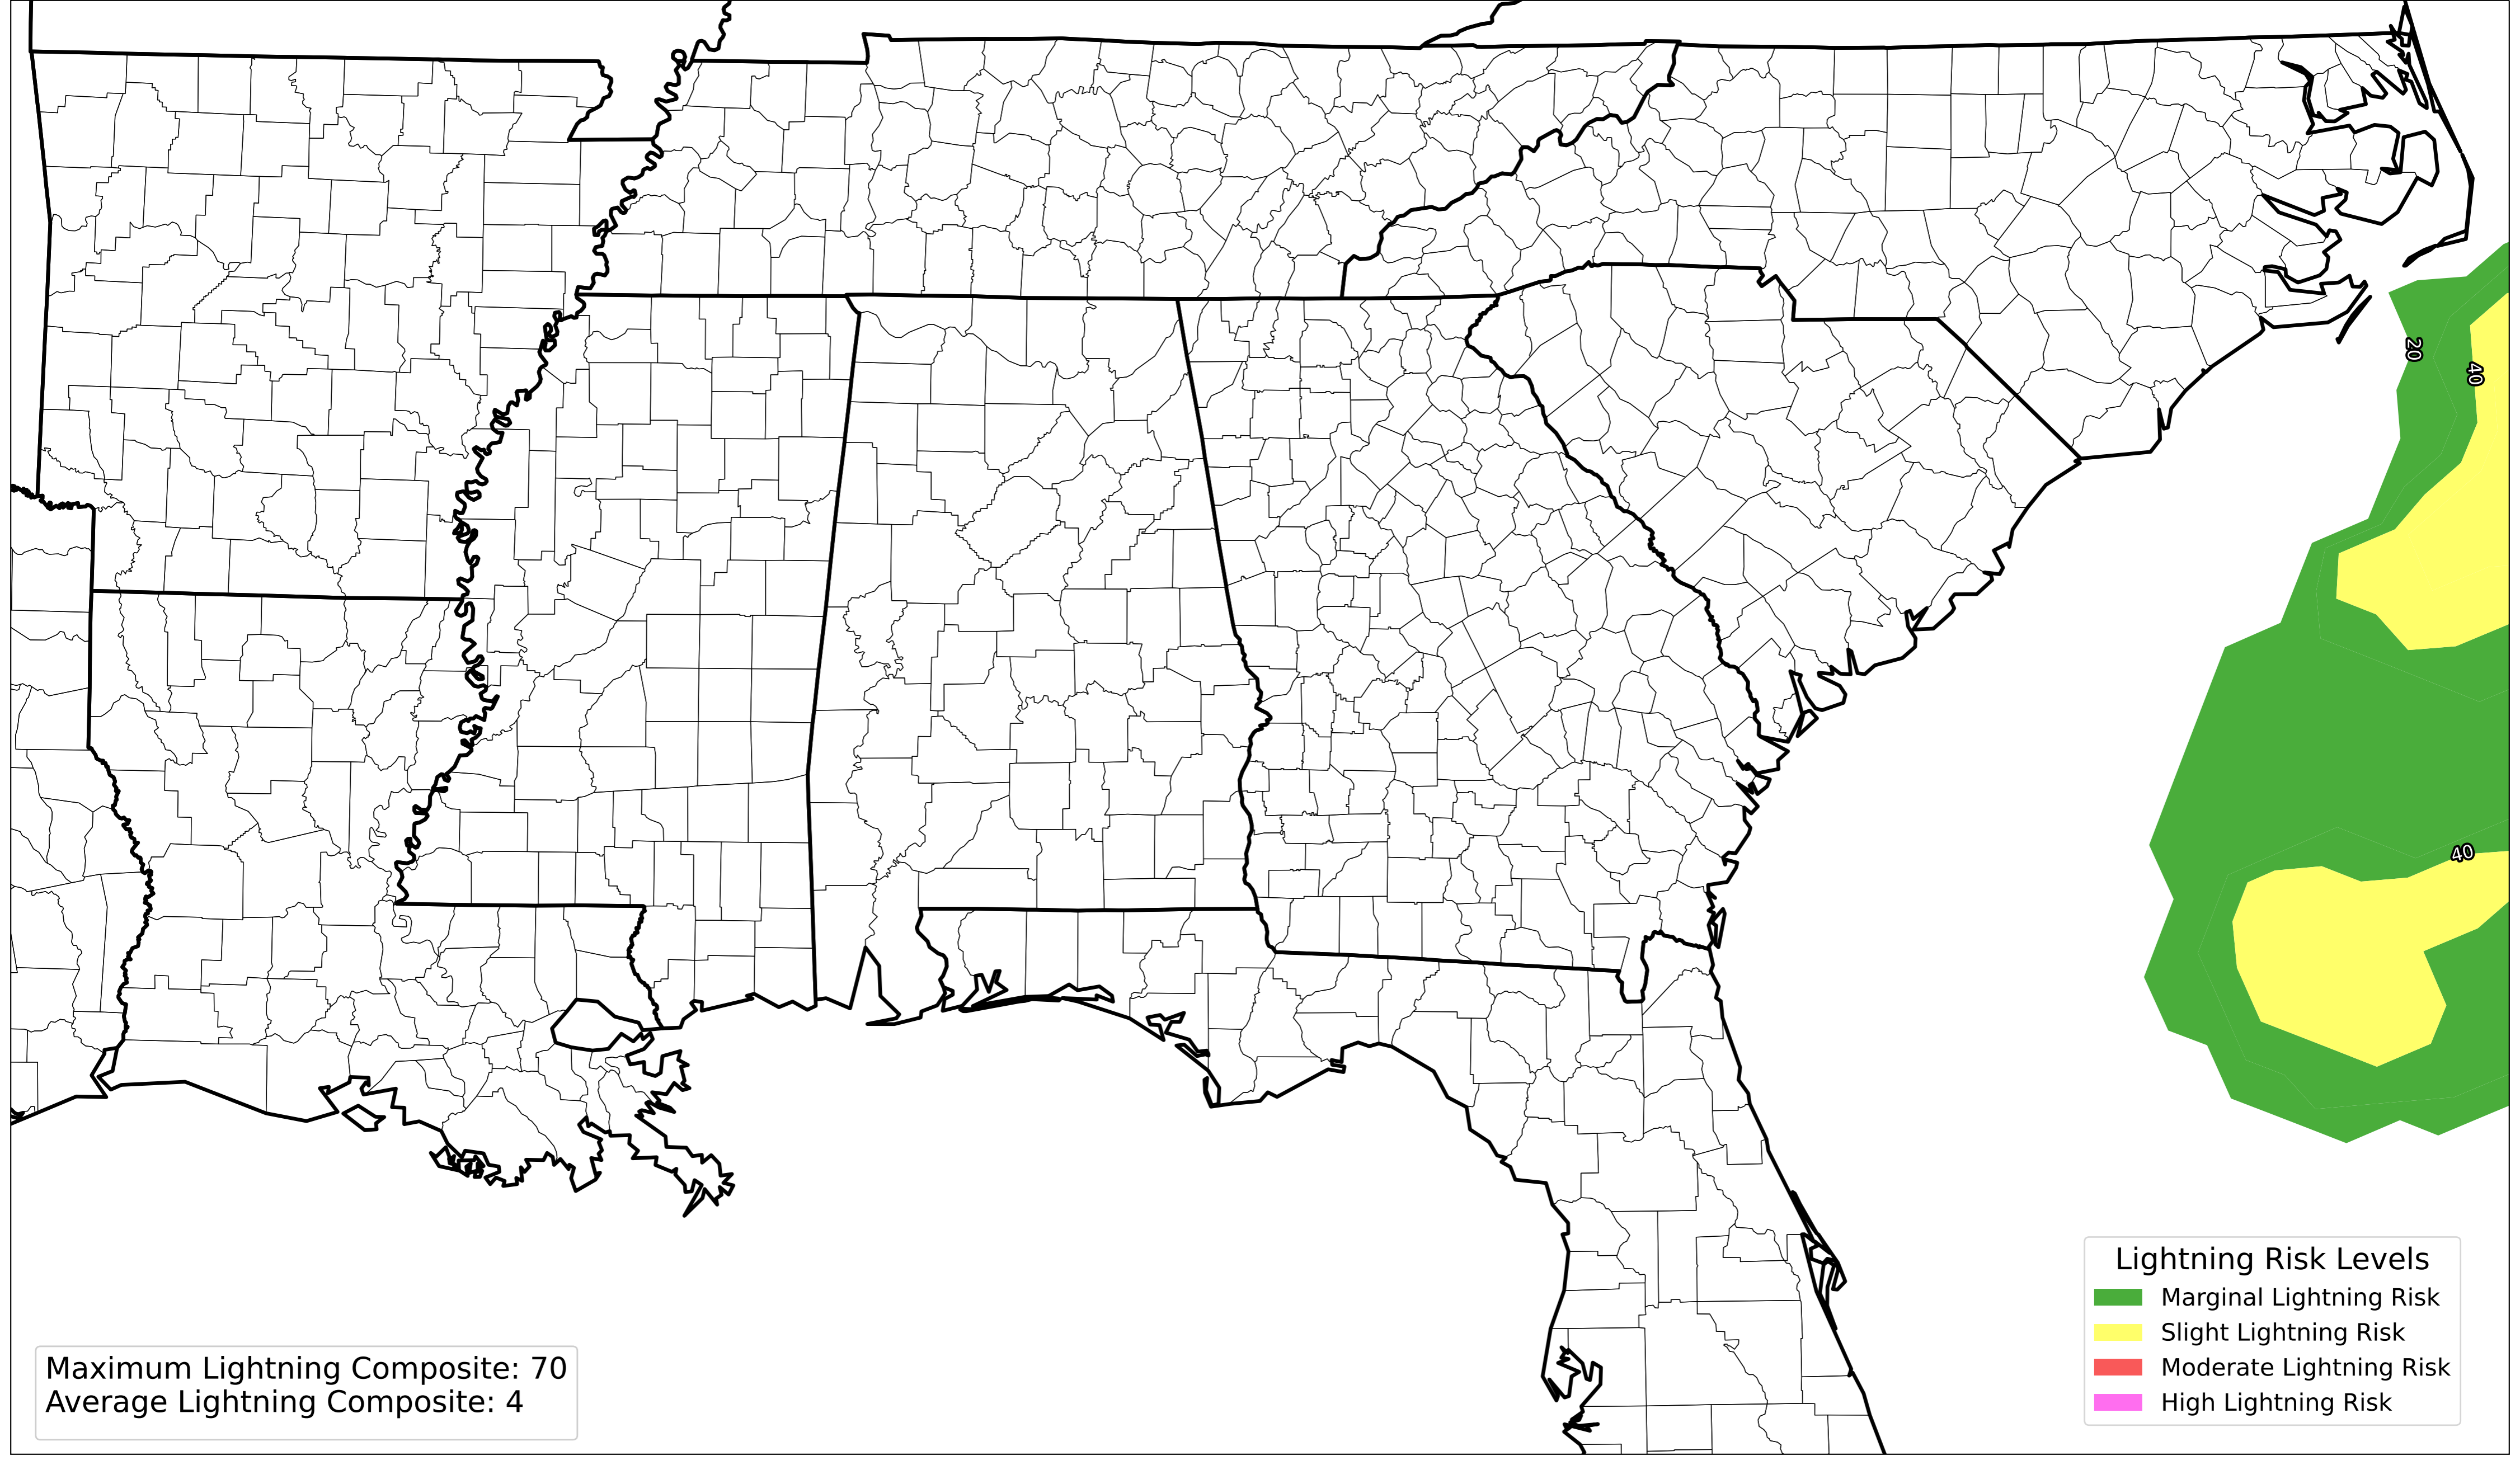 20
40
40
Lightning Risk Levels
Marginal Lightning Risk
Slight Lightning Risk
Moderate Lightning Risk
High Lightning Risk
Maximum Lightning Composite: 70
Average Lightning Composite: 4